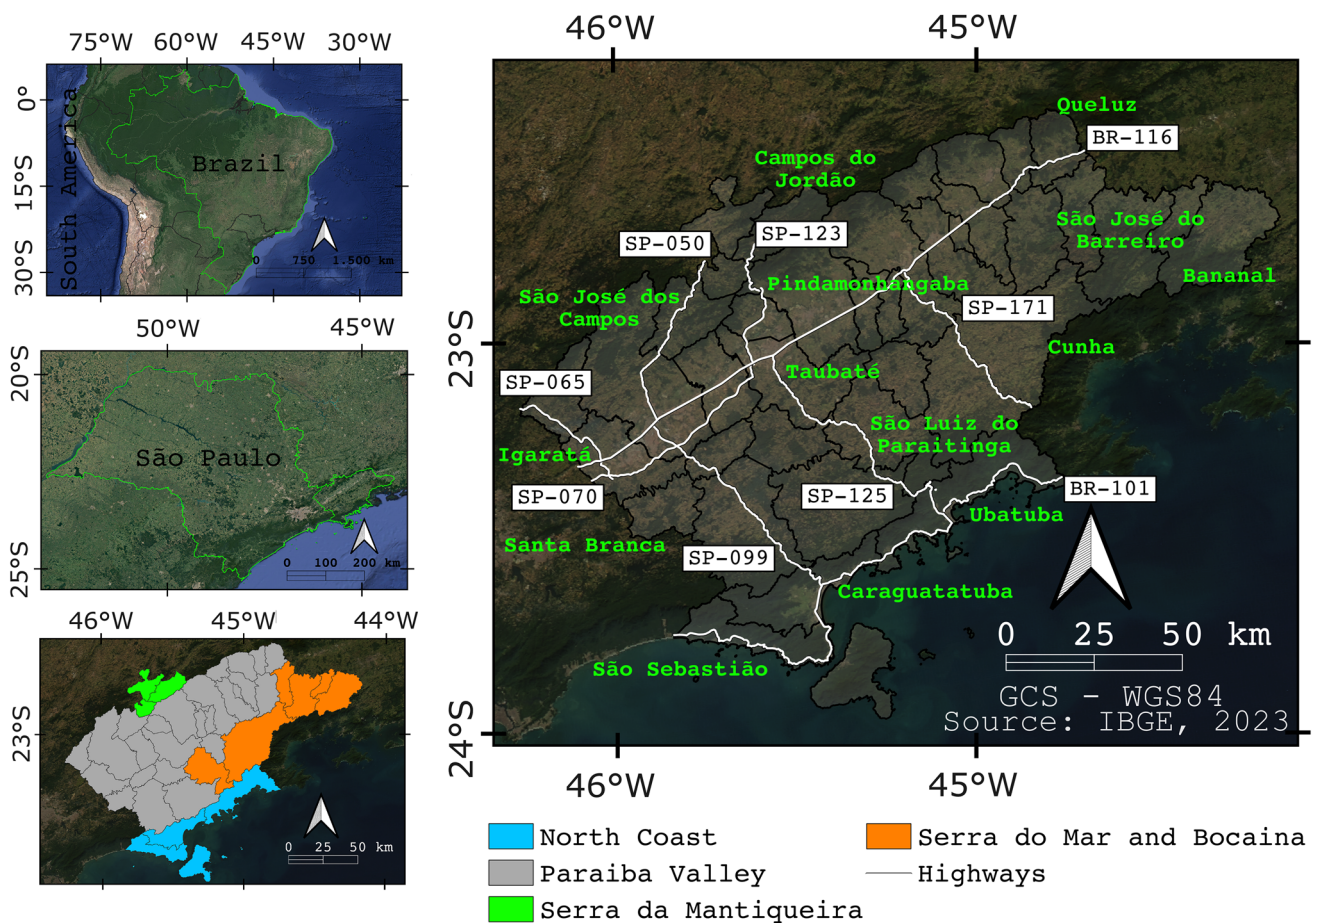 75°W 60°W 45°W 30°W
0°
15°S
30°S
South America
Brazil
0 750 1.500 km
50°W 45°W
20°S
25°S
São Paulo
0 100 200 km
46°W 45°W 44°W
23°S
0 25 50 km
46°W 45°W
23°S
24°S
Queluz
BR-116
Campos do
Jordão
SP-050
SP-123
São José do
Barreiro
Bananal
Pindamonhangaba
São José dos
Campos
SP-171
Cunha
SP-065
Taubaté
São Luiz do
Paraitinga
Igaratá
SP-070
SP-125
BR-101
Ubatuba
Santa Branca
SP-099
Caraguatatuba
São Sebastião
0 25 50 km
GCS - WGS84
Source: IBGE, 2023
46°W 45°W
North Coast
Paraiba Valley
Serra da Mantiqueira
Serra do Mar and Bocaina
Highways